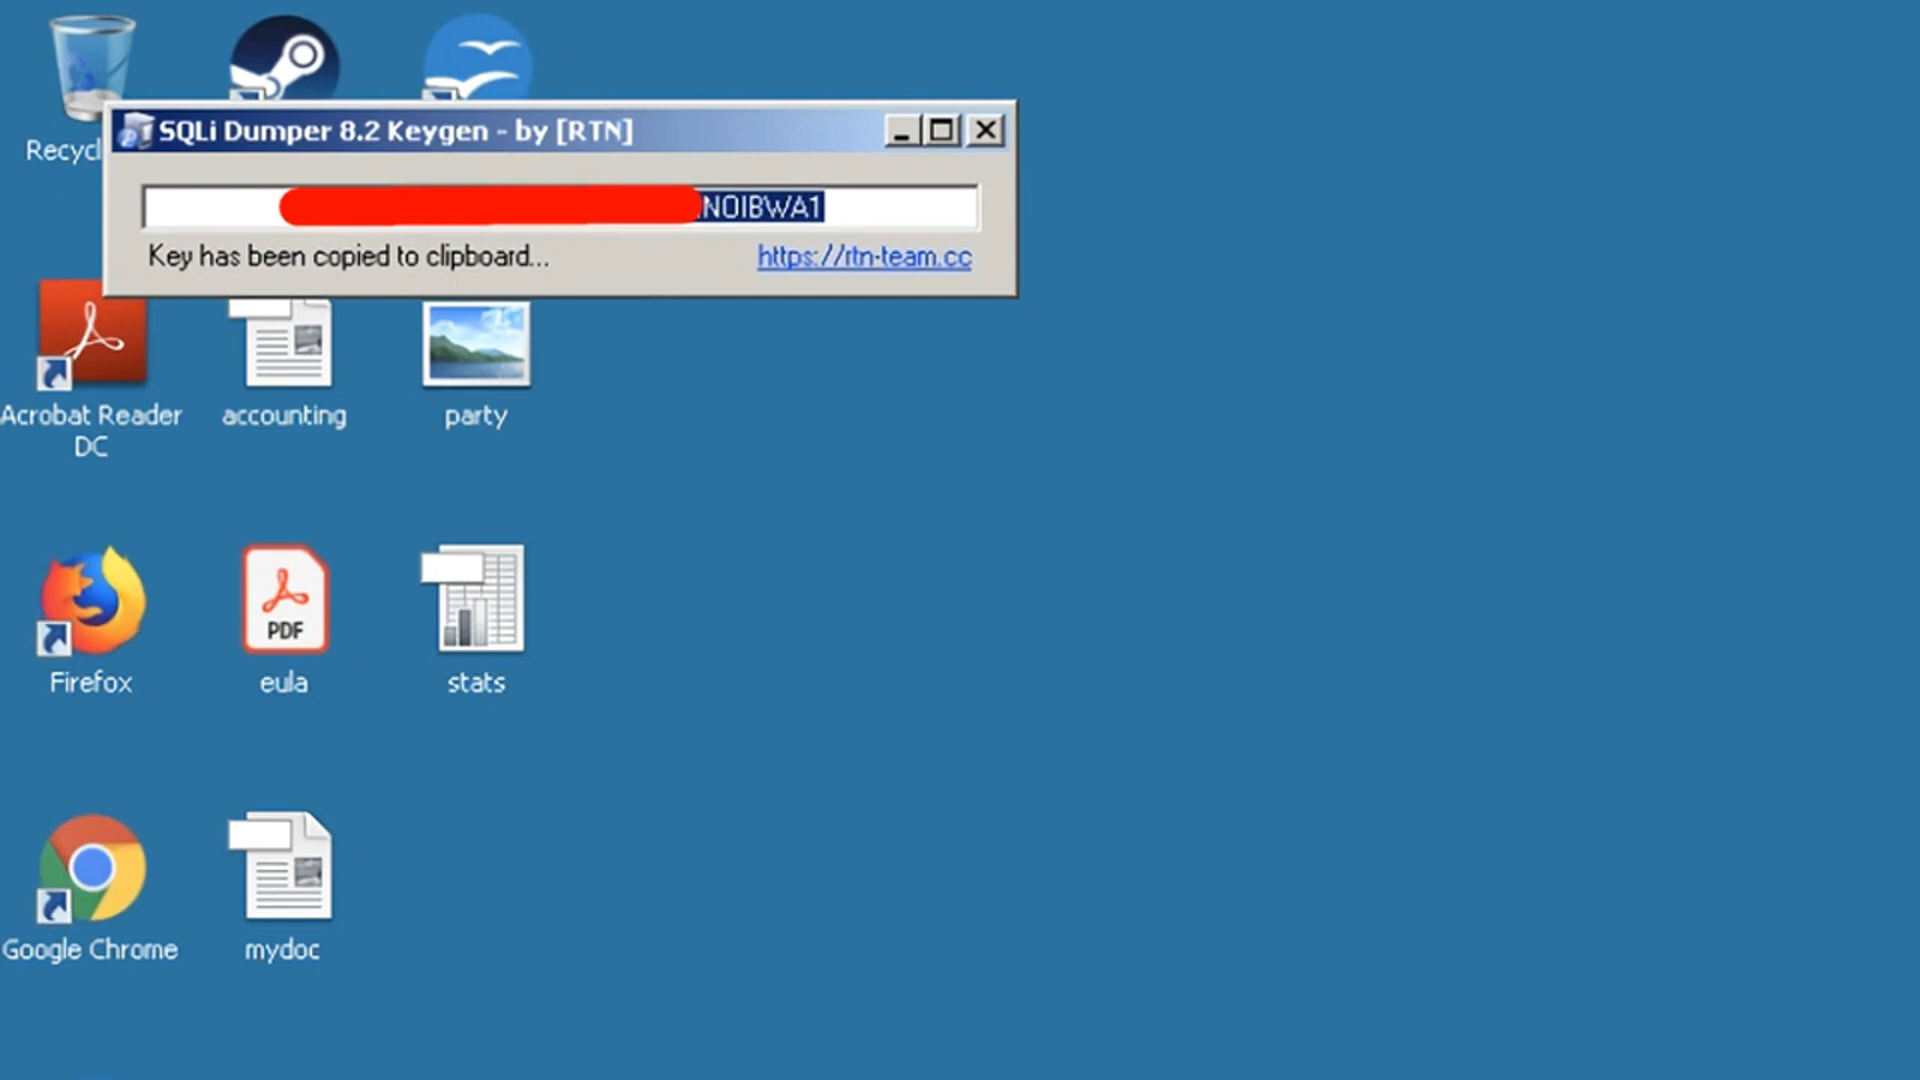 SQLi Dumper 8.2 Keygen - by [RTN]
N0IBWA1
Key has been copied to clipboard...
https://rtn-team.cc
Recycl
Acrobat Reader
DC
accounting
party
Firefox
PDF
eula
stats
Google Chrome
mydoc